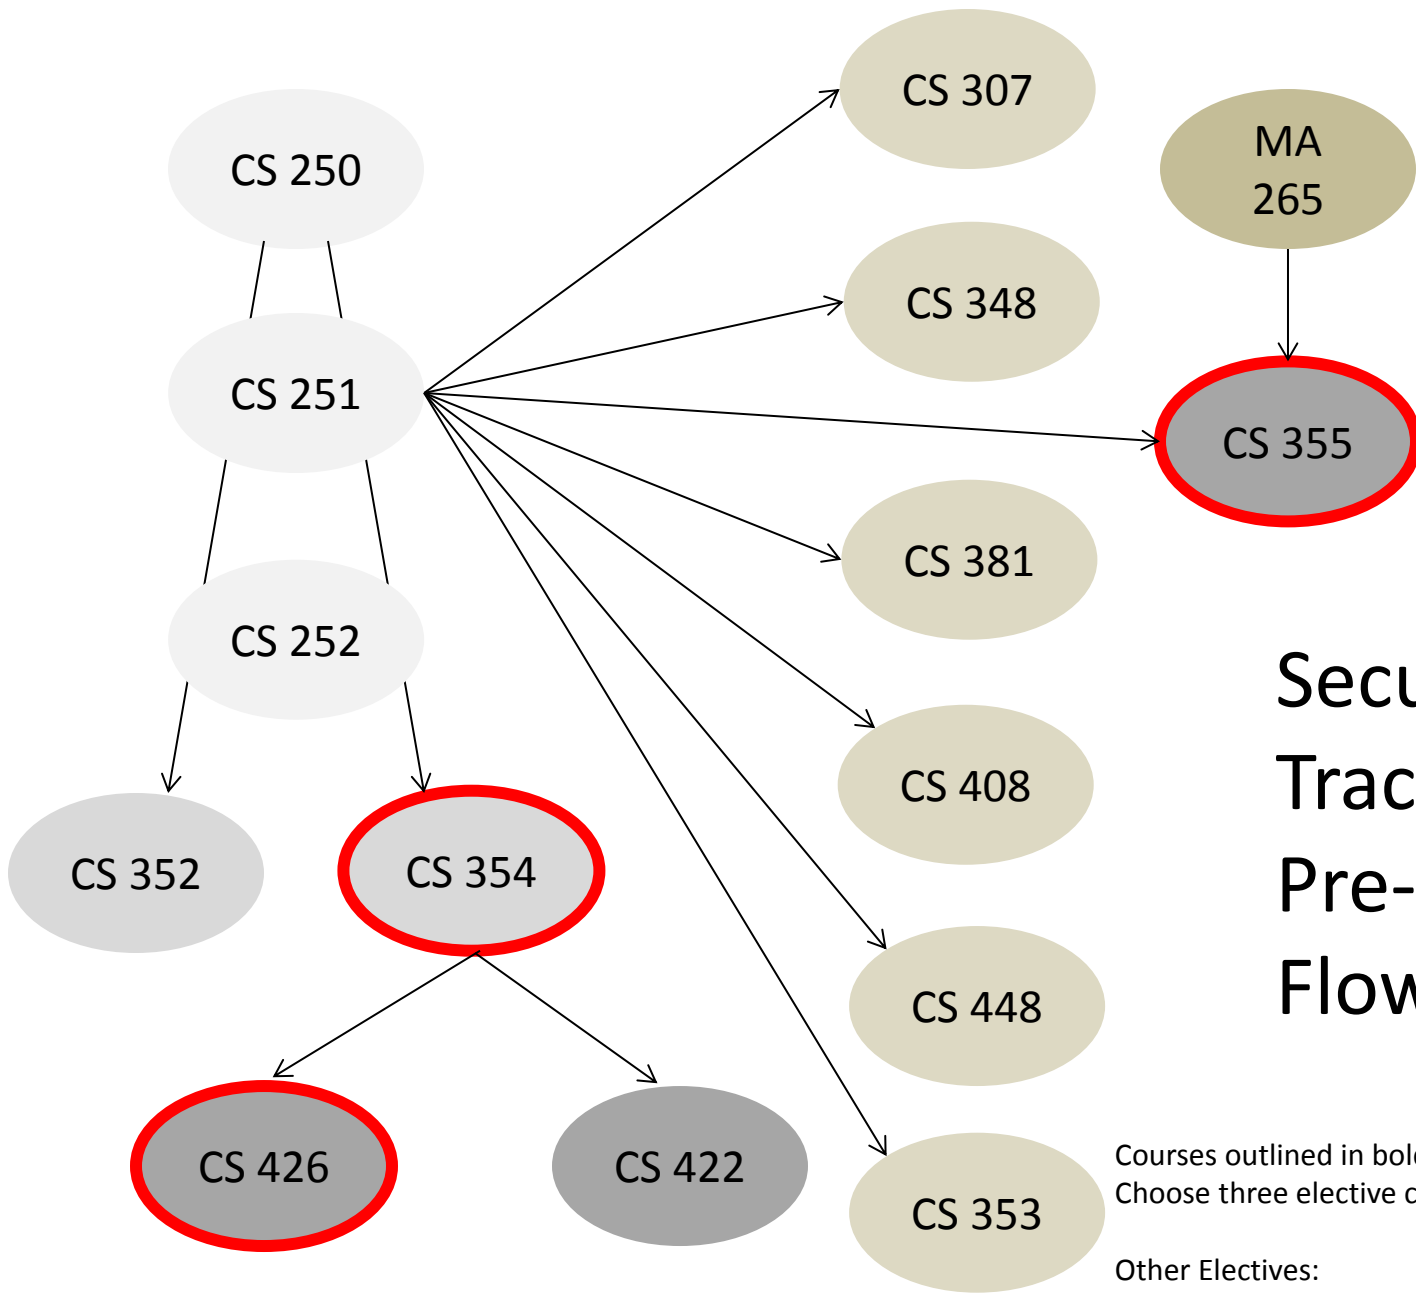 CS 307
MA
265
CS 250
CS 348
CS 251
CS 355
CS 381
CS 252
CS 408
CS 352
CS 354
CS 448
CS 426
CS 422
CS 353
Pre-
Courses outlined in
Choose three elective
Other Electives: